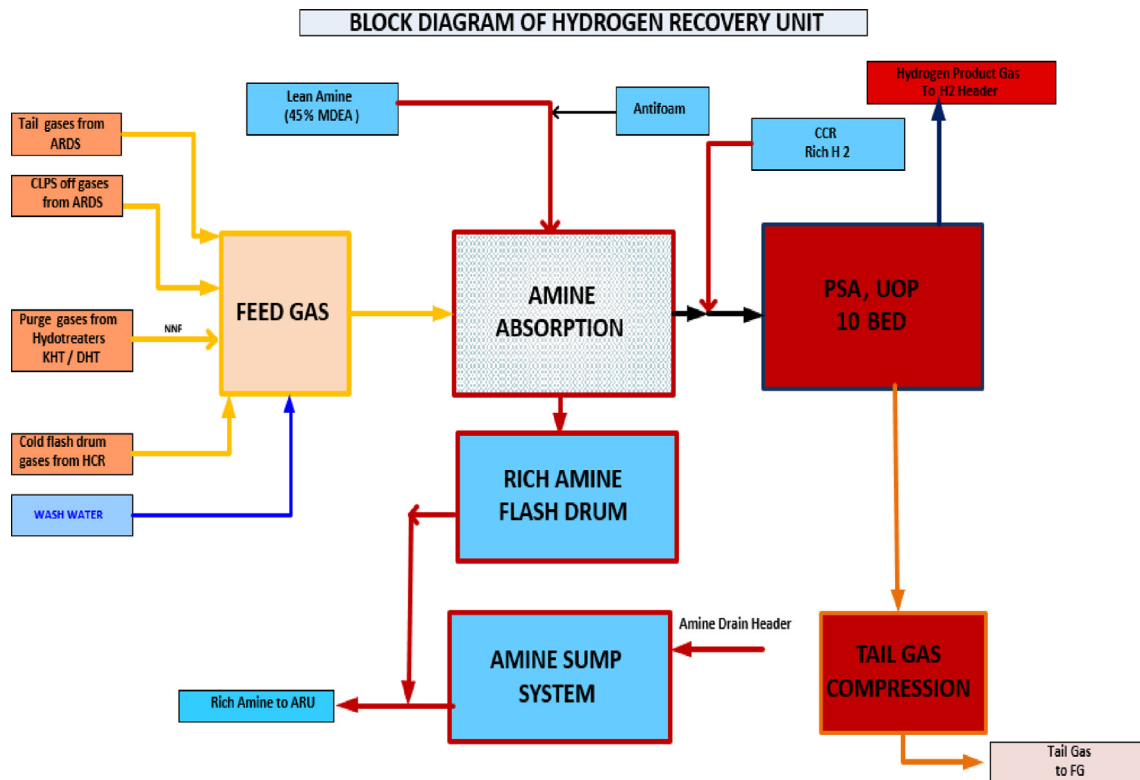 BLOCK DIAGRAM OF HYDROGEN RECOVERY UNIT
Hydrogen Product Gas
To H2 Header
Lean Amine
(45% MDEA )
Antifoam
CCR
Rich H 2
Tail gases from
ARDS
CLPS off gases
from ARDS
FEED GAS
AMINE
ABSORPTION
PSA, UOP
10 BED
Purge gases from
Hydotreaters
KHT / DHT
NNF
Cold flash drum
gases from HCR
RICH AMINE
FLASH DRUM
WASH WATER
Amine Drain Header
AMINE SUMP
SYSTEM
TAIL GAS
COMPRESSION
Rich Amine to ARU
Tail Gas
to FG